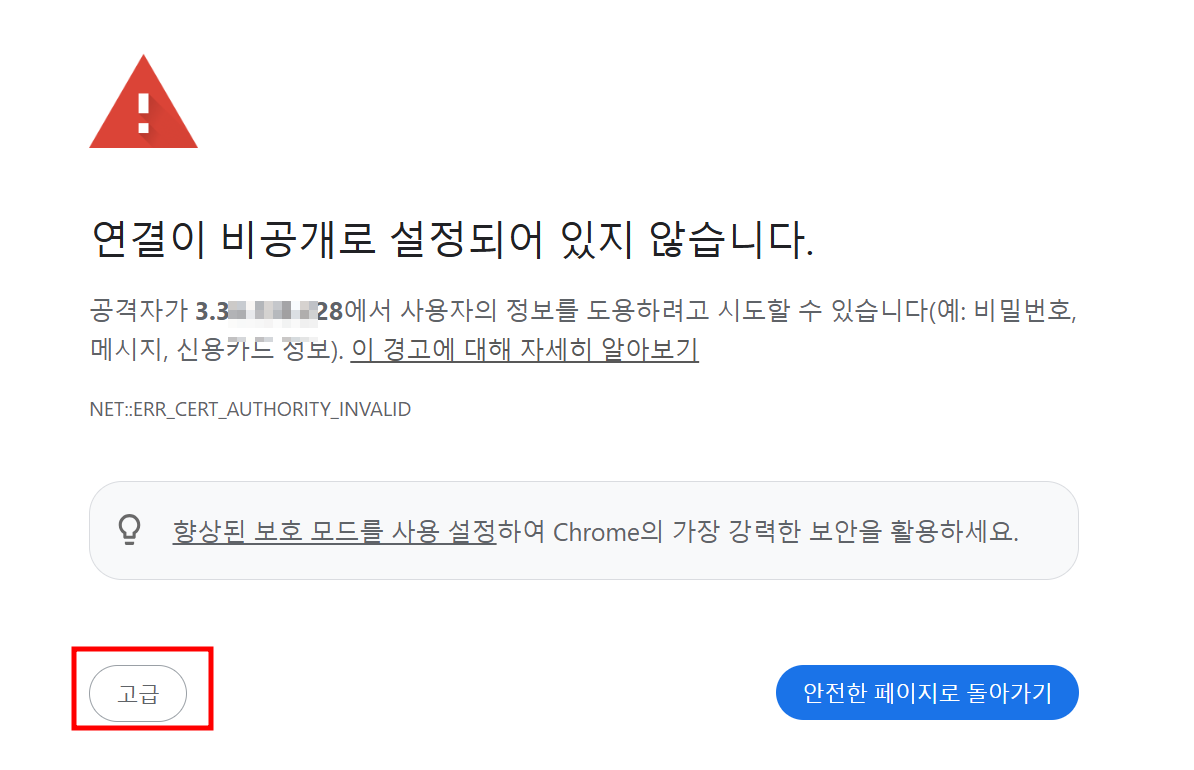 연결이 비공개로 설정되어 있지 않습니다.
공격자가 3.3 28에서 사용자의 정보를 도용하려고 시도할 수 있습니다(예: 비밀번호,
메시지, 신용카드 정보). 이 경고에 대해 자세히 알아보기
NET::ERR_CERT_AUTHORITY_INVALID
향상된 보호 모드를 사용 설정하여 Chrome의 가장 강력한 보안을 활용하세요.
고급
안전한 페이지로 돌아가기